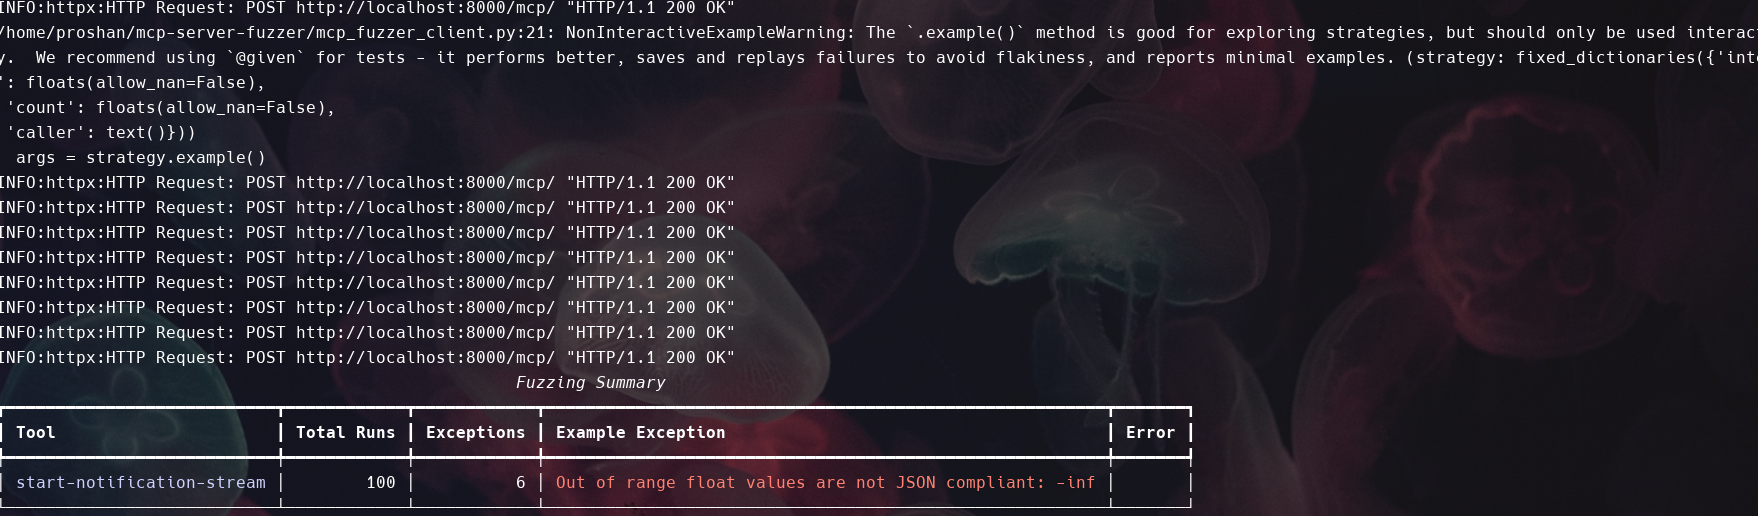 INFO:httpx:HTTP Request: POST http://localhost:8000/mcp/ "HTTP/1.1 200 OK"
/home/proshan/mcp-server-fuzzer/mcp_fuzzer_client.py:21: NonInteractiveExampleWarning: The `.example()` method is good for exploring strategies, but should only be used interact
y.  We recommend using `@given` for tests - it performs better, saves and replays failures to avoid flakiness, and reports minimal examples. (strategy: fixed_dictionaries({'inte
': floats(allow_nan=False),
 'count': floats(allow_nan=False),
 'caller': text()}))
  args = strategy.example()
INFO:httpx:HTTP Request: POST http://localhost:8000/mcp/ "HTTP/1.1 200 OK"
INFO:httpx:HTTP Request: POST http://localhost:8000/mcp/ "HTTP/1.1 200 OK"
INFO:httpx:HTTP Request: POST http://localhost:8000/mcp/ "HTTP/1.1 200 OK"
INFO:httpx:HTTP Request: POST http://localhost:8000/mcp/ "HTTP/1.1 200 OK"
INFO:httpx:HTTP Request: POST http://localhost:8000/mcp/ "HTTP/1.1 200 OK"
INFO:httpx:HTTP Request: POST http://localhost:8000/mcp/ "HTTP/1.1 200 OK"
INFO:httpx:HTTP Request: POST http://localhost:8000/mcp/ "HTTP/1.1 200 OK"
INFO:httpx:HTTP Request: POST http://localhost:8000/mcp/ "HTTP/1.1 200 OK"
Fuzzing Summary
Tool Total Runs Exceptions Example Exception Error
start-notification-stream 100 6 Out of range float values are not JSON compliant: -inf